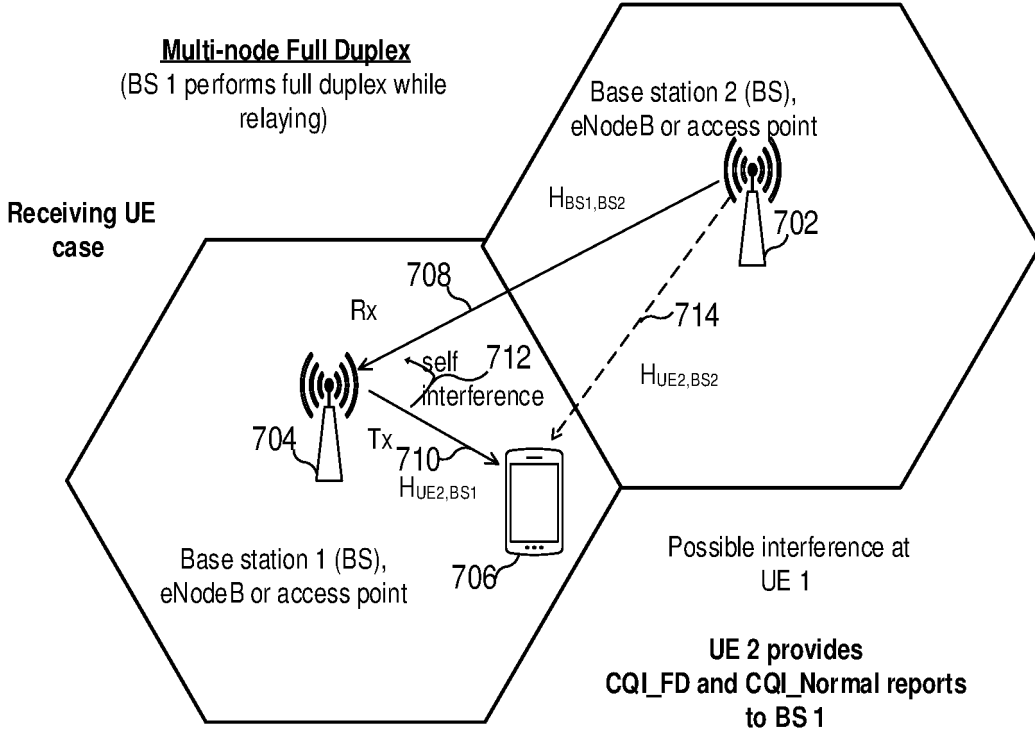 Multi-node Full Duplex
(BS 1 performs full duplex while
relaying)
Base station 2 (BS),
eNodeB or access point
Receiving UE
case
HBS1,BS2
702
708
Rx
714
self
interference
712
HUE2,BS2
704
Tx
710
HUE2,BS1
706
Base station 1 (BS),
eNodeB or access point
Possible interference at
UE 1
UE 2 provides
CQI_FD and CQI_Normal reports
to BS 1